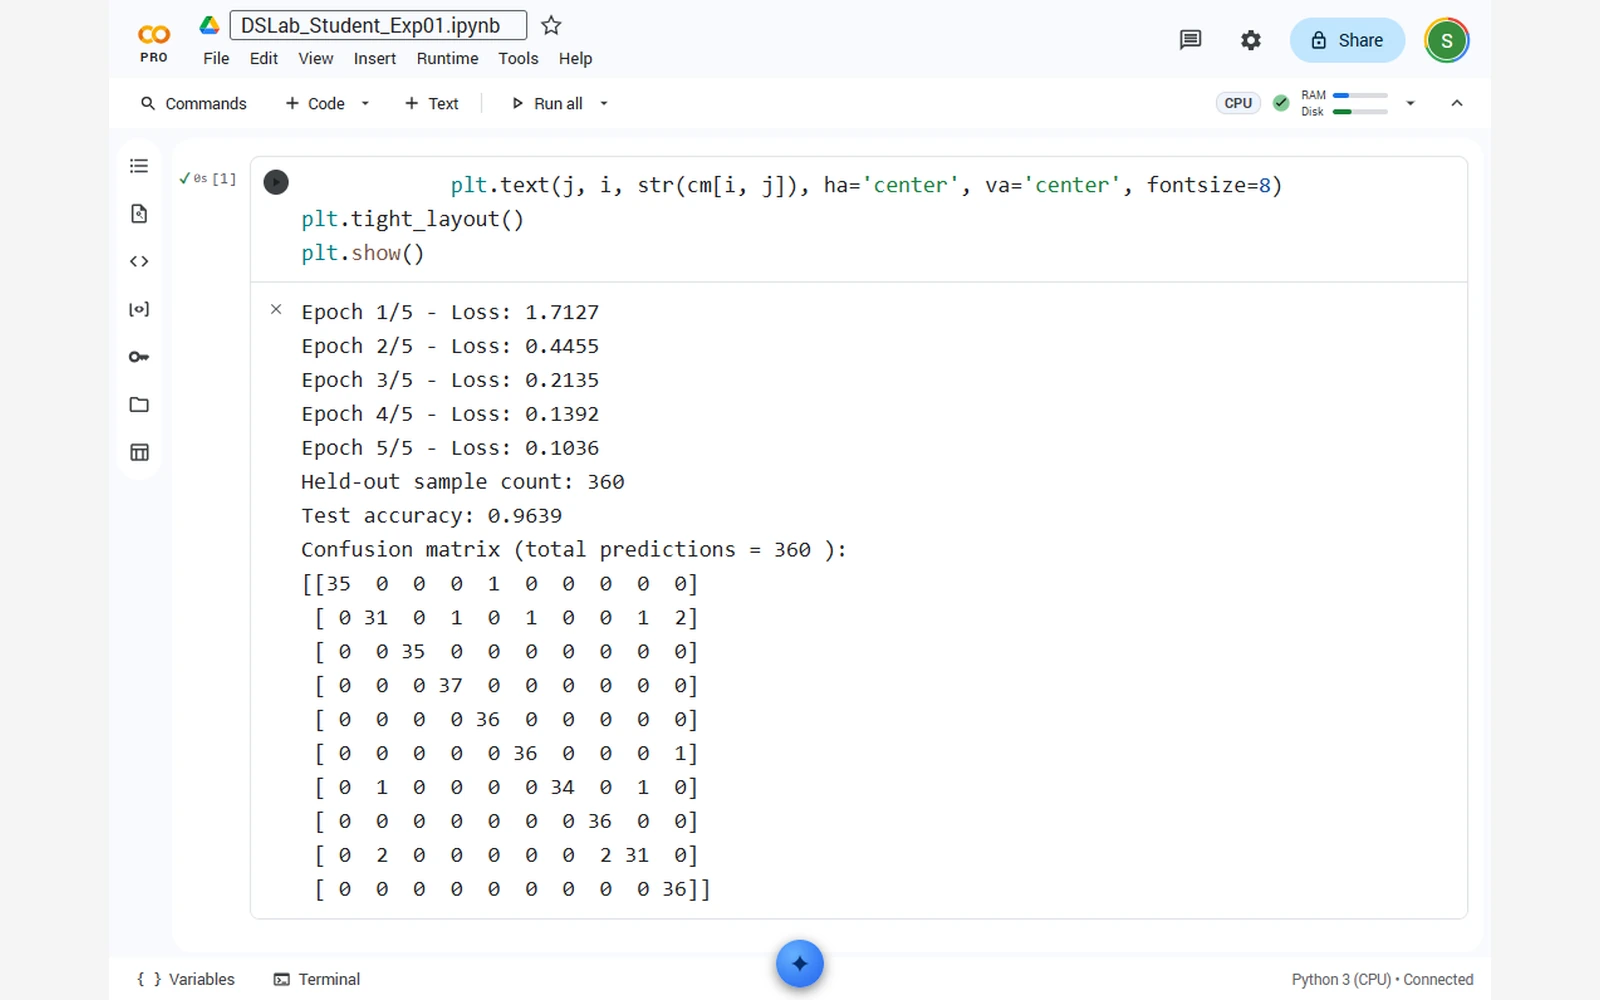 DSLab_Student_Exp01.ipynb
PRO
File Edit View Insert Runtime Tools Help
Share
S
Commands + Code + Text Run all
CPU
RAM
Disk
0s [1]
plt.text(j, i, str(cm[i, j]), ha='center', va='center', fontsize=8)
plt.tight_layout()
plt.show()
Epoch 1/5 - Loss: 1.7127
Epoch 2/5 - Loss: 0.4455
Epoch 3/5 - Loss: 0.2135
Epoch 4/5 - Loss: 0.1392
Epoch 5/5 - Loss: 0.1036
Held-out sample count: 360
Test accuracy: 0.9639
Confusion matrix (total predictions = 360 ):
[[35 0 0 0 1 0 0 0 0 0]
[ 0 31 0 1 0 1 0 0 1 2]
[ 0 0 35 0 0 0 0 0 0 0]
[ 0 0 0 37 0 0 0 0 0 0]
[ 0 0 0 0 36 0 0 0 0 0]
[ 0 0 0 0 0 36 0 0 0 1]
[ 0 1 0 0 0 0 34 0 1 0]
[ 0 0 0 0 0 0 0 36 0 0]
[ 0 2 0 0 0 0 0 2 31 0]
[ 0 0 0 0 0 0 0 0 0 36]]
{ } Variables
Terminal
Python 3 (CPU) • Connected